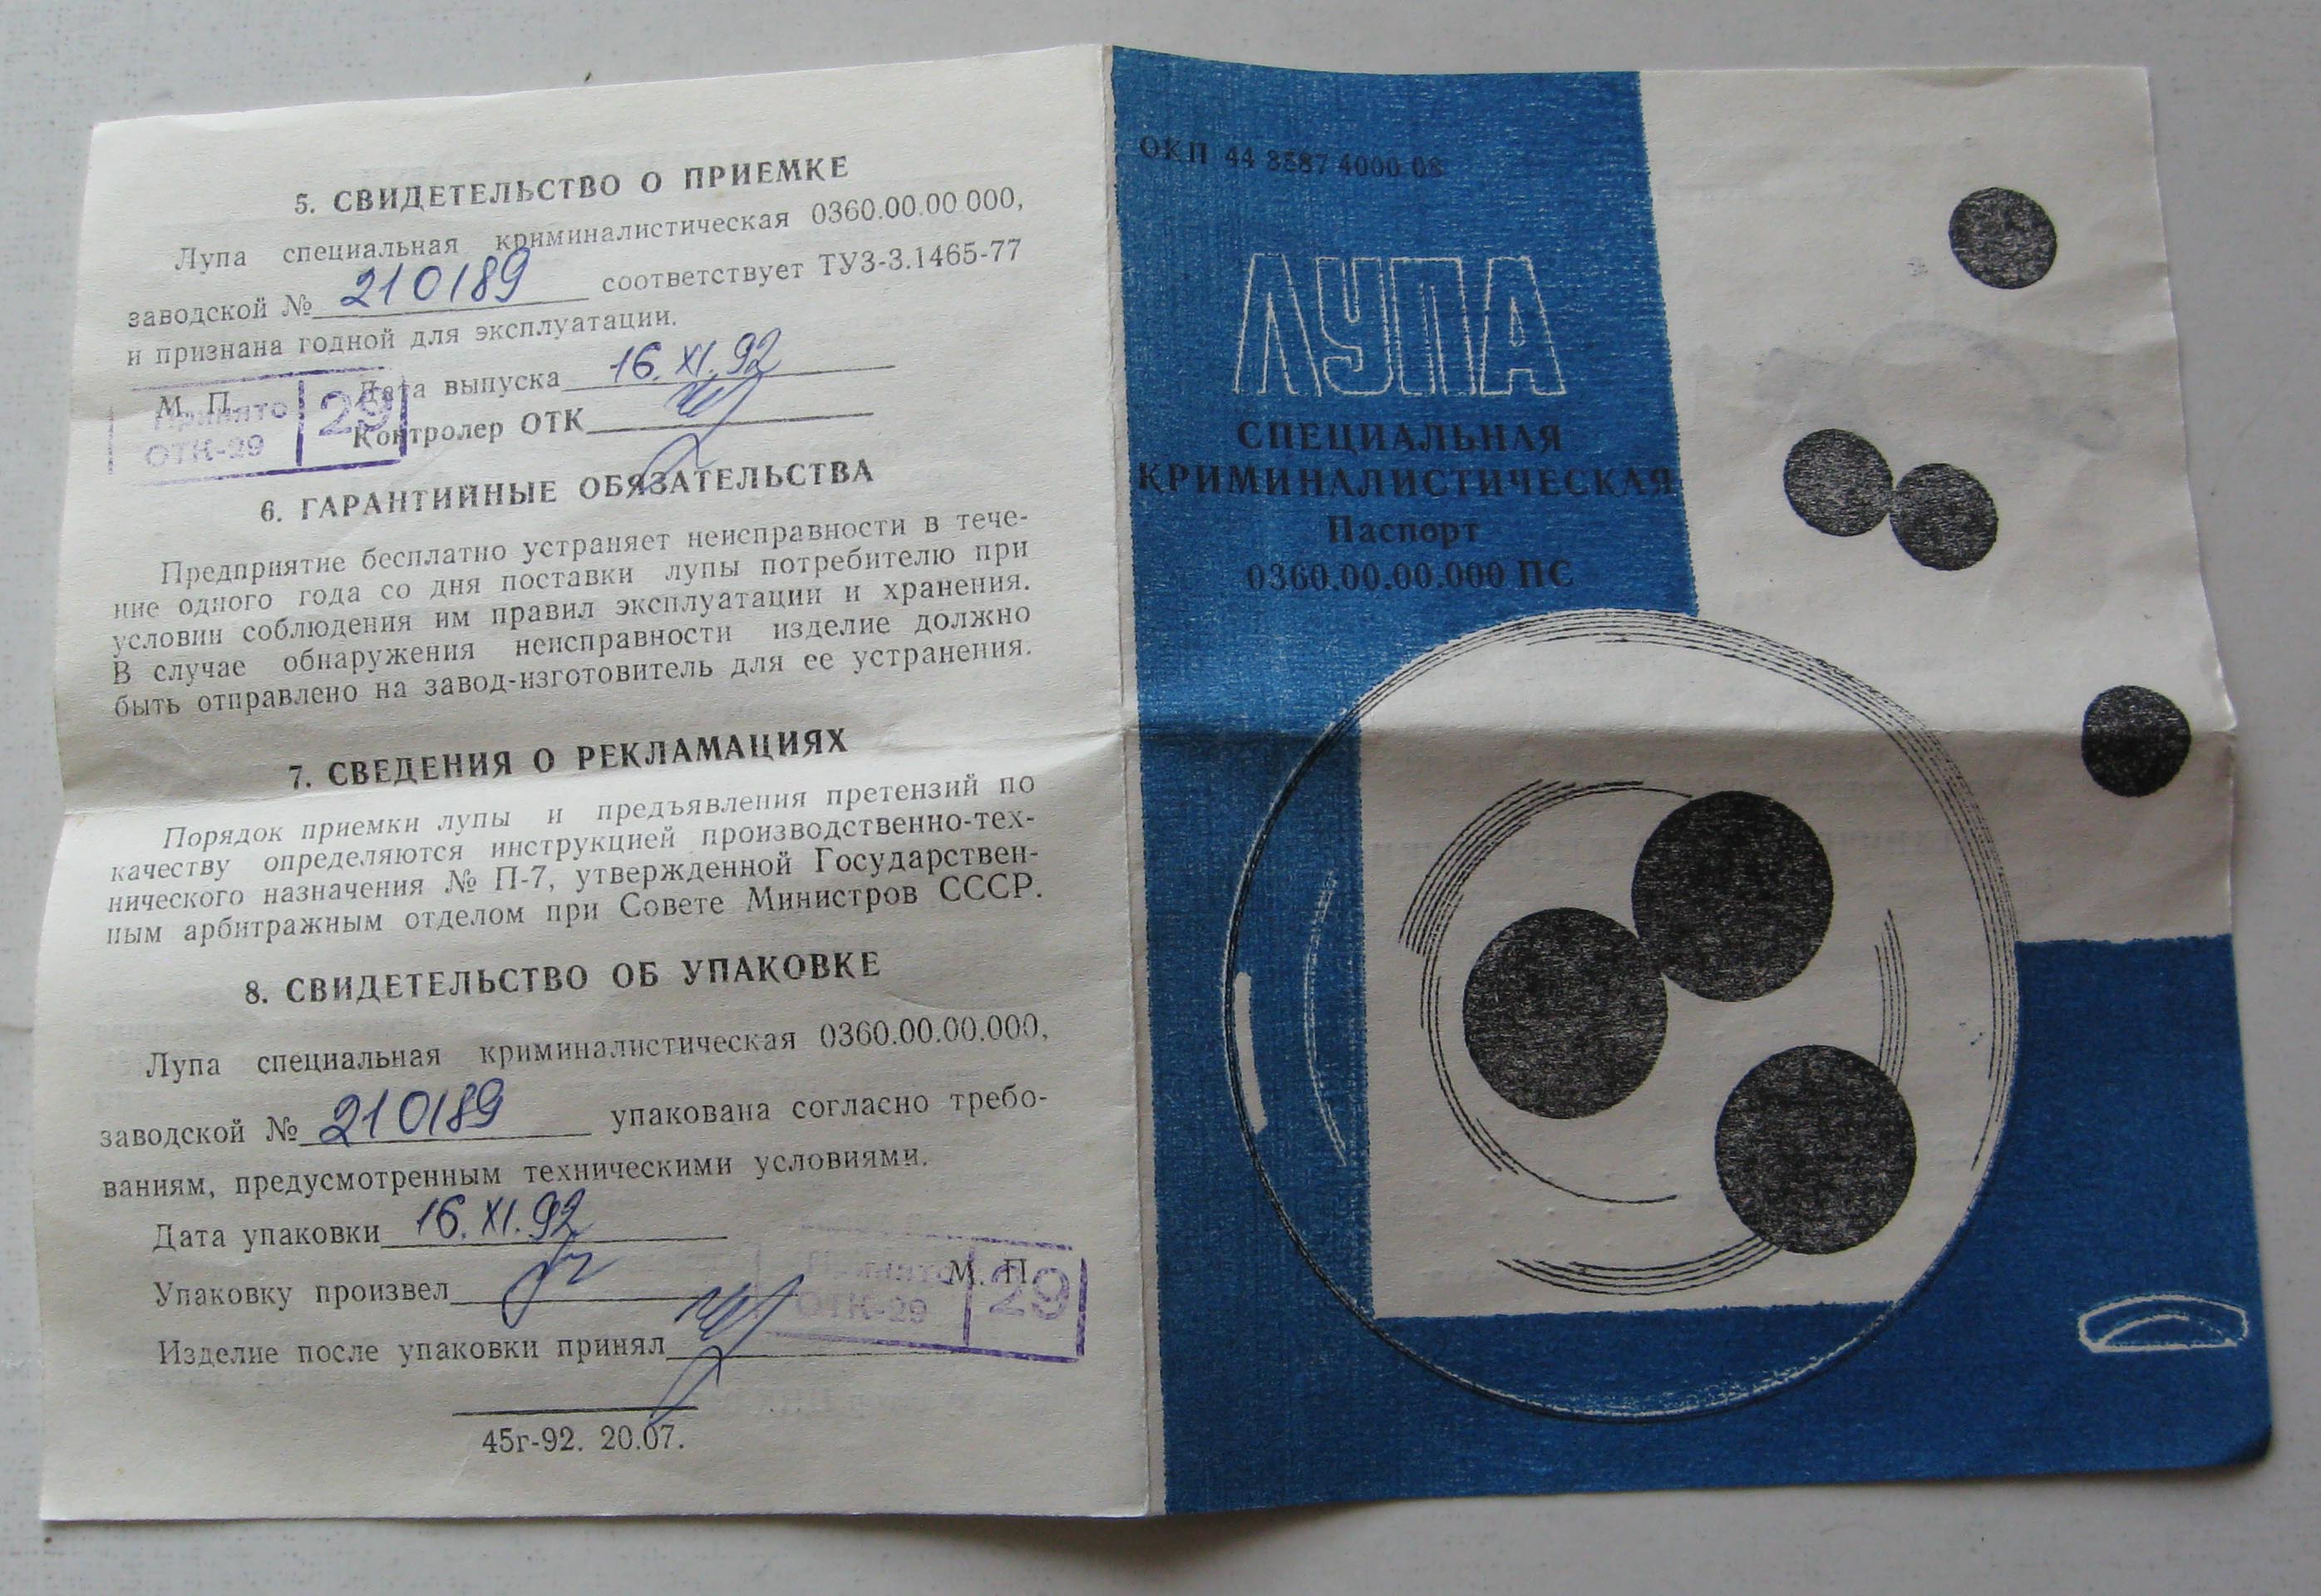 5. СВИДЕТЕЛЬСТВО О ПРИЕМКЕ
Лупа специальная криминалистическая 0360.00.00 000,
заводской № 210189 соответствует ТУ3-3.1465-77
и признана годной для эксплуатации.
Дата выпуска 16.XI.92
М. П.
Принято
ОТК-29
29
Контролер ОТК
6. ГАРАНТИЙНЫЕ ОБЯЗАТЕЛЬСТВА
Предприятие бесплатно устраняет неисправности в тече-
ние одного года со дня поставки лупы потребителю при
условии соблюдения им правил эксплуатации и хранения.
В случае обнаружения неисправности изделие должно
быть отправлено на завод-изготовитель для ее устранения.
7. СВЕДЕНИЯ О РЕКЛАМАЦИЯХ
Порядок приемки лупы и предъявления претензий по
качеству определяются инструкцией производственно-тех-
нического назначения № П-7, утвержденной Государствен-
ным арбитражным отделом при Совете Министров СССР.
8. СВИДЕТЕЛЬСТВО ОБ УПАКОВКЕ
Лупа специальная криминалистическая 0360.00.00.000,
заводской № 210189 упакована согласно требо-
ваниям, предусмотренным техническими условиями.
Дата упаковки 16.XI.92
Упаковку произвел
М. П.
Принято
ОТК-29
29
Изделие после упаковки принял
45г-92. 20.07.
ОКП 44 3587 4000 08
ЛУПА
СПЕЦИАЛЬНАЯ
КРИМИНАЛИСТИЧЕСКАЯ
Паспорт
0360.00.00.000 ПС